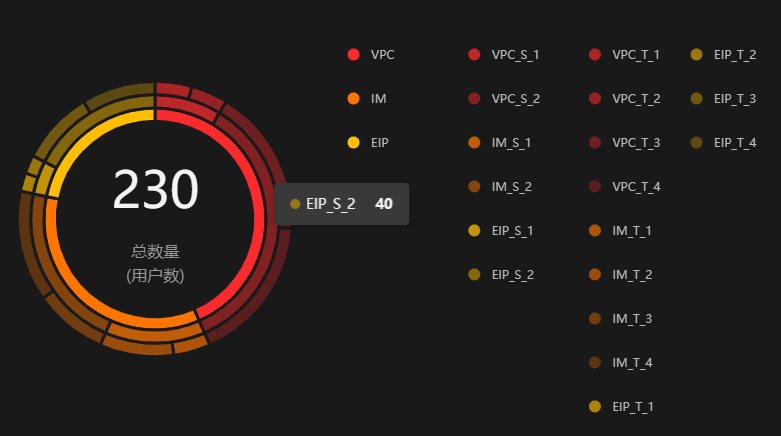 230
总数量
(用户数)
EIP_S_2 40
VPC
IM
EIP
VPC_S_1
VPC_S_2
IM_S_1
IM_S_2
EIP_S_1
EIP_S_2
VPC_T_1
VPC_T_2
VPC_T_3
VPC_T_4
IM_T_1
IM_T_2
IM_T_3
IM_T_4
EIP_T_1
EIP_T_2
EIP_T_3
EIP_T_4